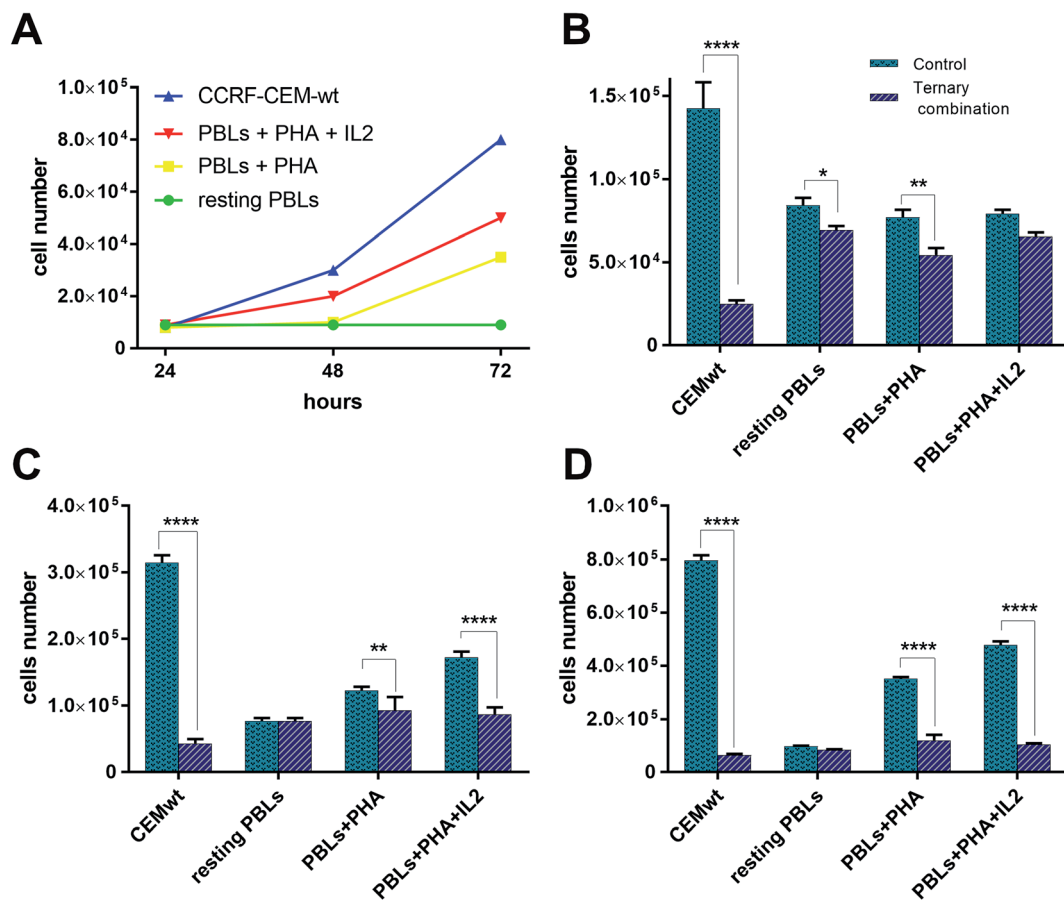 A
cell number
1.0×10⁵
8.0×10⁴
6.0×10⁴
4.0×10⁴
2.0×10⁴
0
24
48
72
hours
CCRF-CEM-wt
PBLs + PHA + IL2
PBLs + PHA
resting PBLs
B
cells number
1.5×10⁵
1.0×10⁵
5.0×10⁴
0
****
*
**
Control
Ternary
combination
CEMwt
resting PBLs
PBLs+PHA
PBLs+PHA+IL2
C
cells number
4.0×10⁵
3.0×10⁵
2.0×10⁵
1.0×10⁵
0
****
**
****
CEMwt
resting PBLs
PBLs+PHA
PBLs+PHA+IL2
D
cells number
1.0×10⁶
8.0×10⁵
6.0×10⁵
4.0×10⁵
2.0×10⁵
0
****
****
****
CEMwt
resting PBLs
PBLs+PHA
PBLs+PHA+IL2